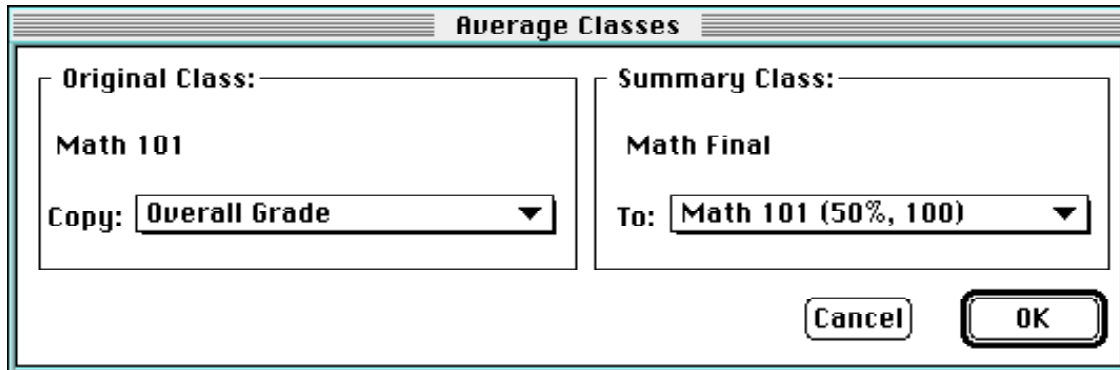 Average Classes
Original Class:
Math 101
Copy: Overall Grade
Summary Class:
Math Final
To: Math 101 (50%, 100)
Cancel
OK